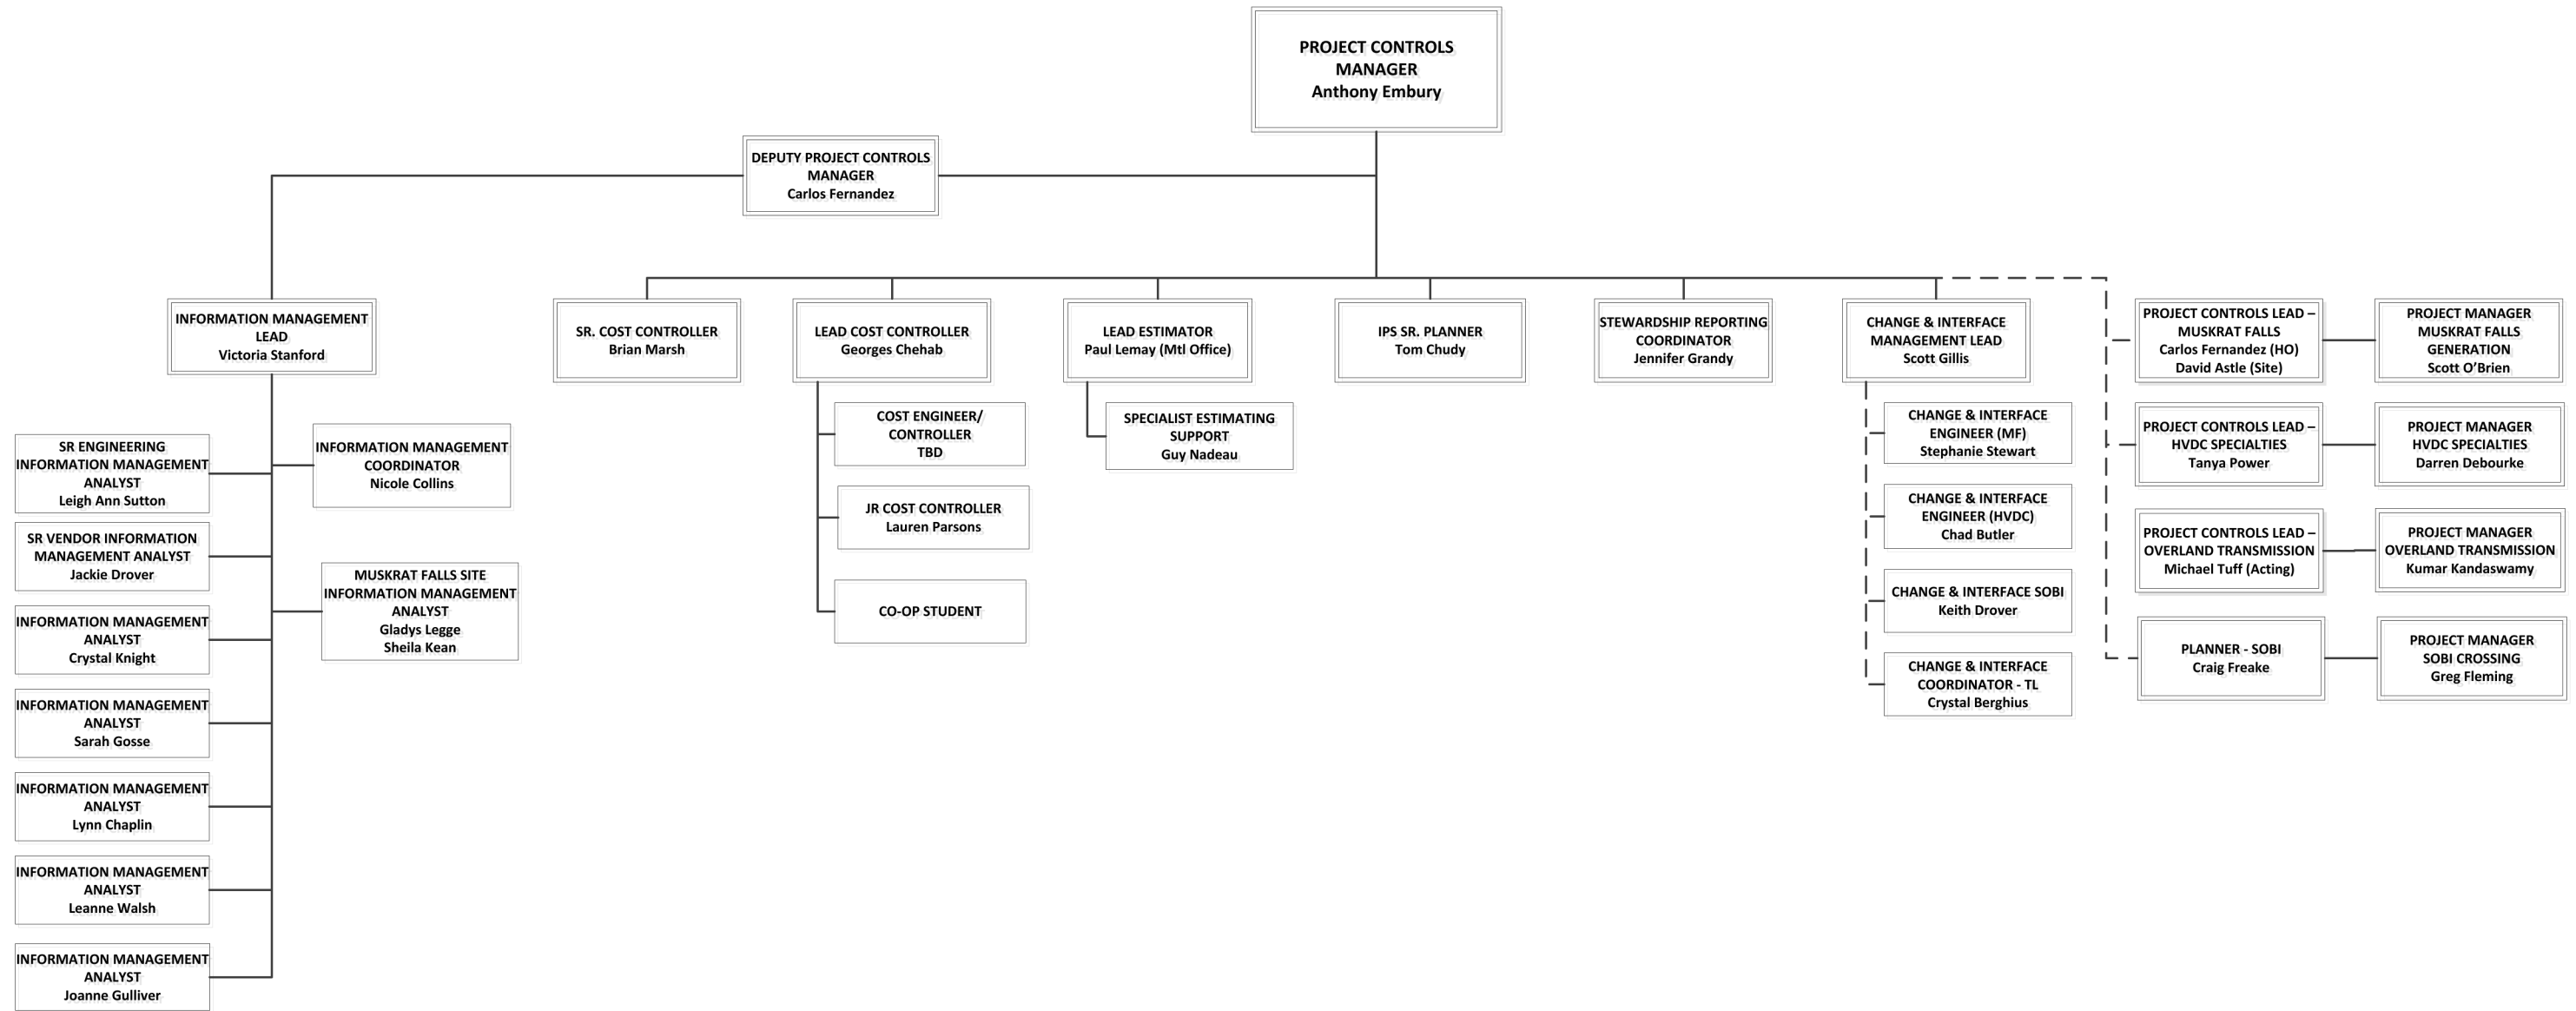 PROJECT CONTROLS
MANAGER
Anthony Embury
DEPUTY PROJECT CONTROLS
MANAGER
Carlos Fernandez
INFORMATION MANAGEMENT
LEAD
Victoria Stanford
SR ENGINEERING
INFORMATION MANAGEMENT
ANALYST
Leigh Ann Sutton
SR VENDOR INFORMATION
MANAGEMENT ANALYST
Jackie Drover
INFORMATION MANAGEMENT
ANALYST
Crystal Knight
INFORMATION MANAGEMENT
ANALYST
Sarah Gosse
INFORMATION MANAGEMENT
ANALYST
Lynn Chaplin
INFORMATION MANAGEMENT
ANALYST
Leanne Walsh
INFORMATION MANAGEMENT
ANALYST
Joanne Gulliver
INFORMATION MANAGEMENT
COORDINATOR
Nicole Collins
MUSKRAT FALLS SITE
INFORMATION MANAGEMENT
ANALYST
Gladys Legge
Sheila Kean
SR. COST CONTROLLER
Brian Marsh
LEAD COST CONTROLLER
Georges Chehab
COST ENGINEER/
CONTROLLER
TBD
JR COST CONTROLLER
Lauren Parsons
CO-OP STUDENT
LEAD ESTIMATOR
Paul Lemay (Mtl Office)
SPECIALIST ESTIMATING
SUPPORT
Guy Nadeau
IPS SR. PLANNER
Tom Chudy
STEWARDSHIP REPORTING
COORDINATOR
Jennifer Grandy
CHANGE & INTERFACE
MANAGEMENT LEAD
Scott Gillis
CHANGE & INTERFACE
ENGINEER (MF)
Stephanie Stewart
CHANGE & INTERFACE
ENGINEER (HVDC)
Chad Butler
CHANGE & INTERFACE SOBI
Keith Drover
CHANGE & INTERFACE
COORDINATOR - TL
Crystal Berghius
PROJECT CONTROLS LEAD –
MUSKRAT FALLS
Carlos Fernandez (HO)
David Astle (Site)
PROJECT MANAGER
MUSKRAT FALLS
GENERATION
Scott O’Brien
PROJECT CONTROLS LEAD –
HVDC SPECIALTIES
Tanya Power
PROJECT MANAGER
HVDC SPECIALTIES
Darren Debourke
PROJECT CONTROLS LEAD –
OVERLAND TRANSMISSION
Michael Tuff (Acting)
PROJECT MANAGER
OVERLAND TRANSMISSION
Kumar Kandaswamy
PLANNER - SOBI
Craig Freake
PROJECT MANAGER
SOBI CROSSING
Greg Fleming